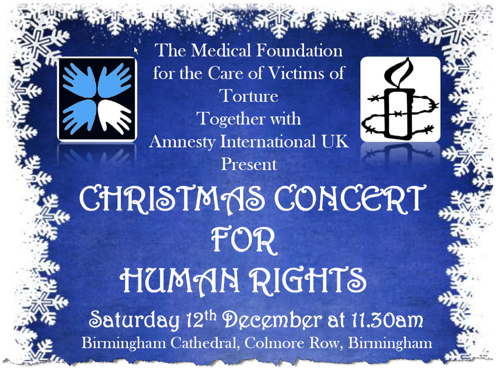 The Medical Foundation
for the Care of Victims of
Torture
Together with
Amnesty International UK
Present
CHRISTMAS CONCERT
FOR
HUMAN RIGHTS
Saturday 12th December at 11.30am
Birmingham Cathedral, Colmore Row, Birmingham